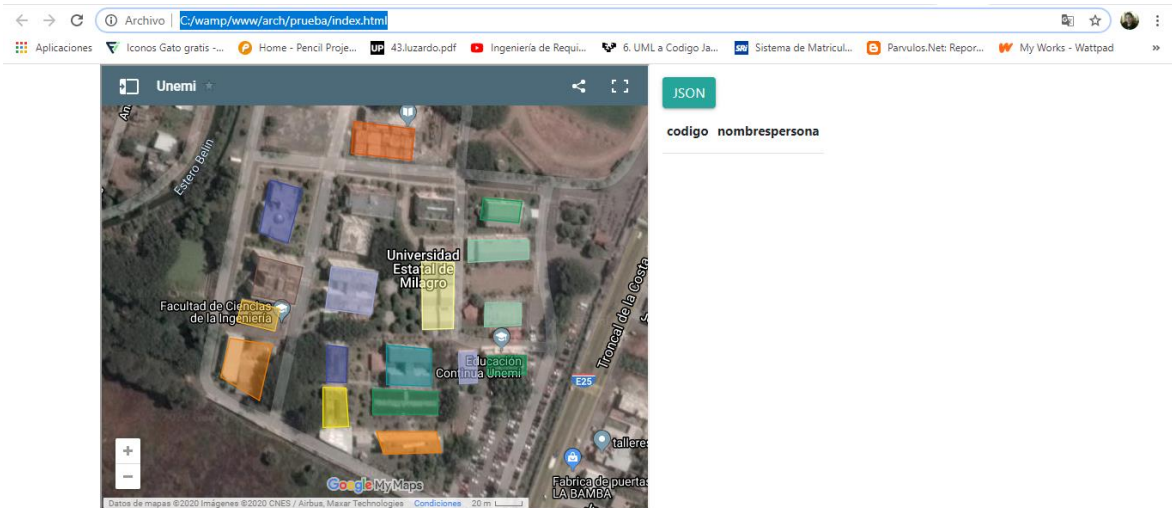 Archivo C:/wamp/www/arch/prueba/index.html
Aplicaciones Iconos Gato gratis -... Home - Pencil Proje... UP 43.luzardo.pdf Ingeniería de Requi... 6. UML a Codigo Ja... SRi Sistema de Matricul... Parvulos.Net: Repor... My Works - Wattpad »
Unemi
JSON
codigo nombrespersona
Estero Belin
Universidad
Estatal de
Milagro
Facultad de Ciencias
de la Ingeniería
Troncal de la Costa
Educación
Continua Unemi
E25
talleres
Fabrica de puertas
LA BAMBA
+
−
Google My Maps
Datos de mapas ©2020 Imágenes ©2020 CNES / Airbus, Maxar Technologies Condiciones 20 m